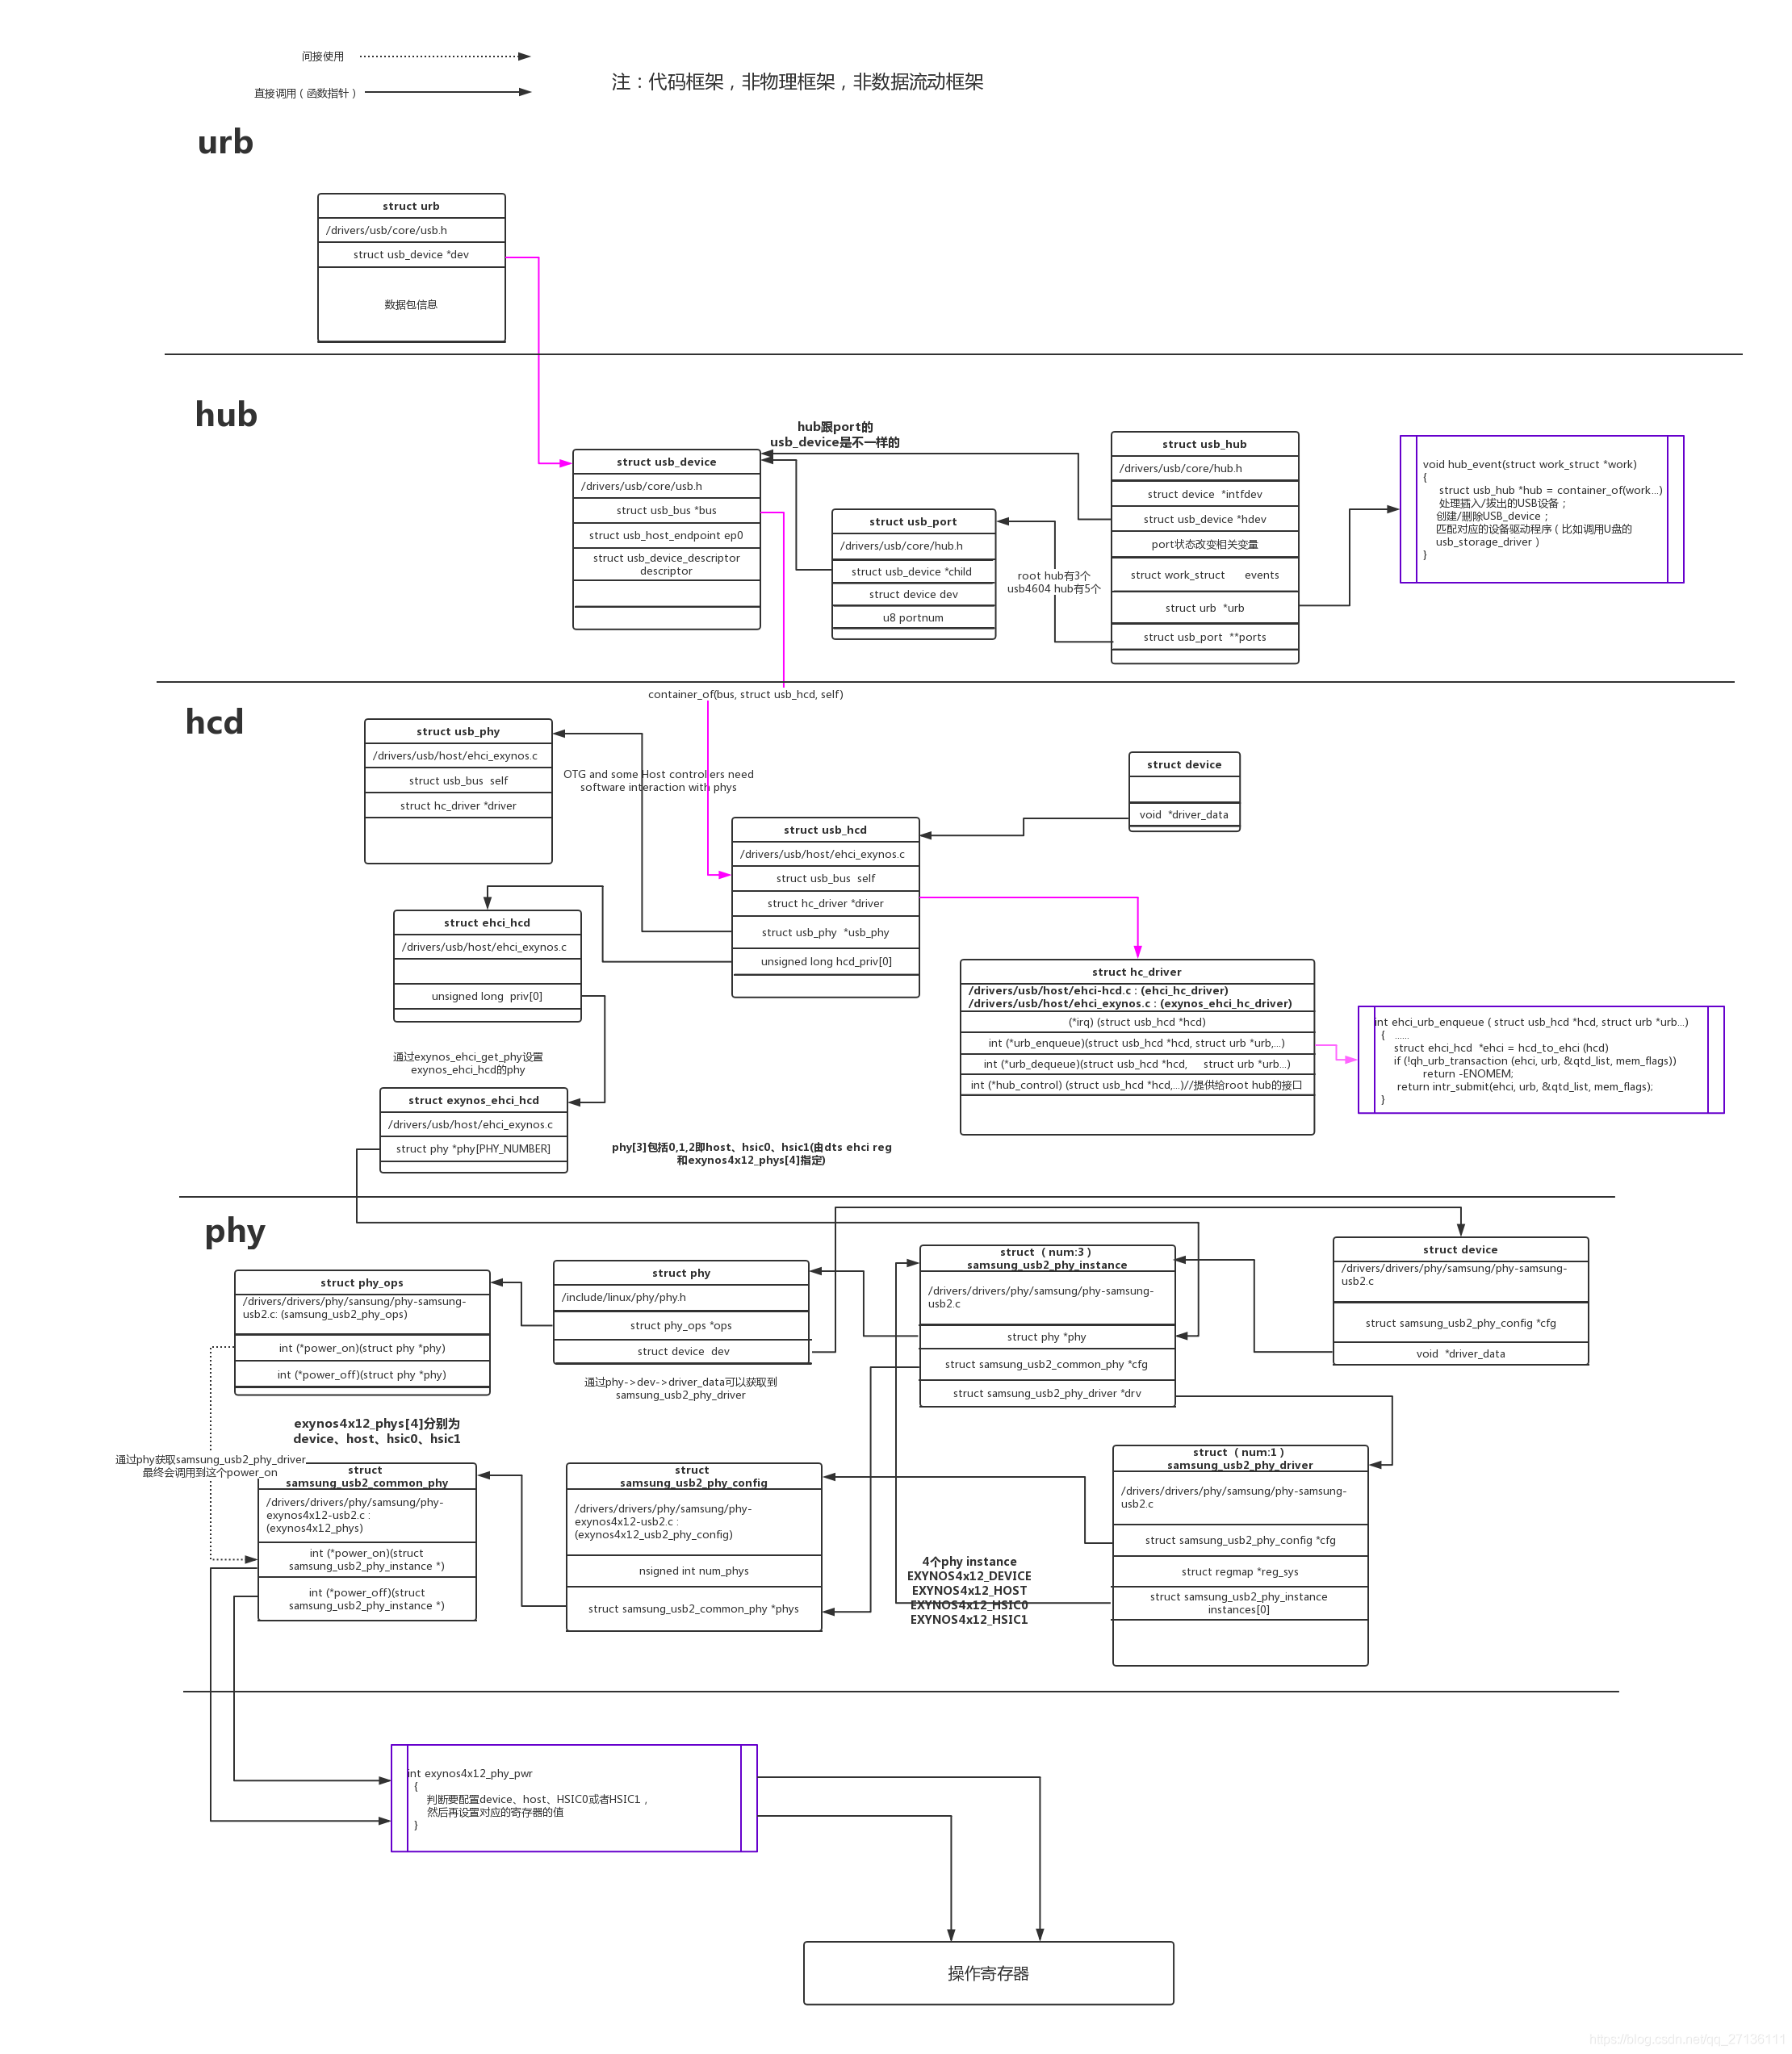 间接使用
直接调用（函数指针）
注：代码框架，非物理框架，非数据流动框架
urb
struct urb
/drivers/usb/core/usb.h
struct usb_device *dev
数据包信息
hub
hub跟port的
usb_device是不一样的
struct usb_device
/drivers/usb/core/usb.h
struct usb_bus *bus
struct usb_host_endpoint ep0
struct usb_device_descriptor
descriptor
struct usb_port
/drivers/usb/core/hub.h
struct usb_device *child
struct device dev
u8 portnum
root hub有3个
usb4604 hub有5个
struct usb_hub
/drivers/usb/core/hub.h
struct device  *intfdev
struct usb_device *hdev
port状态改变相关变量
struct work_struct      events
struct urb  *urb
struct usb_port  **ports
void hub_event(struct work_struct *work)
{
struct usb_hub *hub = container_of(work...)
处理插入/拔出的USB设备；
创建/删除USB_device；
匹配对应的设备驱动程序（比如调用U盘的
usb_storage_driver）
}
container_of(bus, struct usb_hcd, self)
hcd
struct usb_phy
/drivers/usb/host/ehci_exynos.c
struct usb_bus  self
struct hc_driver *driver
OTG and some Host controllers need
software interaction with phys
struct device
void  *driver_data
struct usb_hcd
/drivers/usb/host/ehci_exynos.c
struct usb_bus  self
struct hc_driver *driver
struct usb_phy  *usb_phy
unsigned long hcd_priv[0]
struct ehci_hcd
/drivers/usb/host/ehci_exynos.c
unsigned long  priv[0]
struct hc_driver
/drivers/usb/host/ehci-hcd.c : (ehci_hc_driver)
/drivers/usb/host/ehci_exynos.c : (exynos_ehci_hc_driver)
(*irq) (struct usb_hcd *hcd)
int (*urb_enqueue)(struct usb_hcd *hcd, struct urb *urb,...)
int (*urb_dequeue)(struct usb_hcd *hcd,     struct urb *urb...)
int (*hub_control) (struct usb_hcd *hcd,...)//提供给root hub的接口
int ehci_urb_enqueue ( struct usb_hcd *hcd, struct urb *urb...)
{   ......
struct ehci_hcd  *ehci = hcd_to_ehci (hcd)
if (!qh_urb_transaction (ehci, urb, &qtd_list, mem_flags))
return -ENOMEM;
return intr_submit(ehci, urb, &qtd_list, mem_flags);
}
通过exynos_ehci_get_phy设置
exynos_ehci_hcd的phy
struct exynos_ehci_hcd
/drivers/usb/host/ehci_exynos.c
struct phy *phy[PHY_NUMBER]
phy[3]包括0,1,2即host、hsic0、hsic1(由dts ehci reg
和exynos4x12_phys[4]指定)
phy
struct phy_ops
/drivers/drivers/phy/sansung/phy-samsung-
usb2.c: (samsung_usb2_phy_ops)
int (*power_on)(struct phy *phy)
int (*power_off)(struct phy *phy)
struct phy
/include/linux/phy/phy.h
struct phy_ops *ops
struct device  dev
通过phy->dev->driver_data可以获取到
samsung_usb2_phy_driver
struct（num:3）
samsung_usb2_phy_instance
/drivers/drivers/phy/samsung/phy-samsung-
usb2.c
struct phy *phy
struct samsung_usb2_common_phy *cfg
struct samsung_usb2_phy_driver *drv
struct device
/drivers/drivers/phy/samsung/phy-samsung-
usb2.c
struct samsung_usb2_phy_config *cfg
void  *driver_data
exynos4x12_phys[4]分别为
device、host、hsic0、hsic1
通过phy获取samsung_usb2_phy_driver
最终会调用到这个power_on
struct
samsung_usb2_common_phy
/drivers/drivers/phy/samsung/phy-
exynos4x12-usb2.c :
(exynos4x12_phys)
int (*power_on)(struct
samsung_usb2_phy_instance *)
int (*power_off)(struct
samsung_usb2_phy_instance *)
struct
samsung_usb2_phy_config
/drivers/drivers/phy/samsung/phy-
exynos4x12-usb2.c :
(exynos4x12_usb2_phy_config)
nsigned int num_phys
struct samsung_usb2_common_phy *phys
4个phy instance
EXYNOS4x12_DEVICE
EXYNOS4x12_HOST
EXYNOS4x12_HSIC0
EXYNOS4x12_HSIC1
struct（num:1）
samsung_usb2_phy_driver
/drivers/drivers/phy/samsung/phy-samsung-
usb2.c
struct samsung_usb2_phy_config *cfg
struct regmap *reg_sys
struct samsung_usb2_phy_instance
instances[0]
int exynos4x12_phy_pwr
{
判断要配置device、host、HSIC0或者HSIC1，
然后再设置对应的寄存器的值
}
操作寄存器
https://blog.csdn.net/qq_27136111